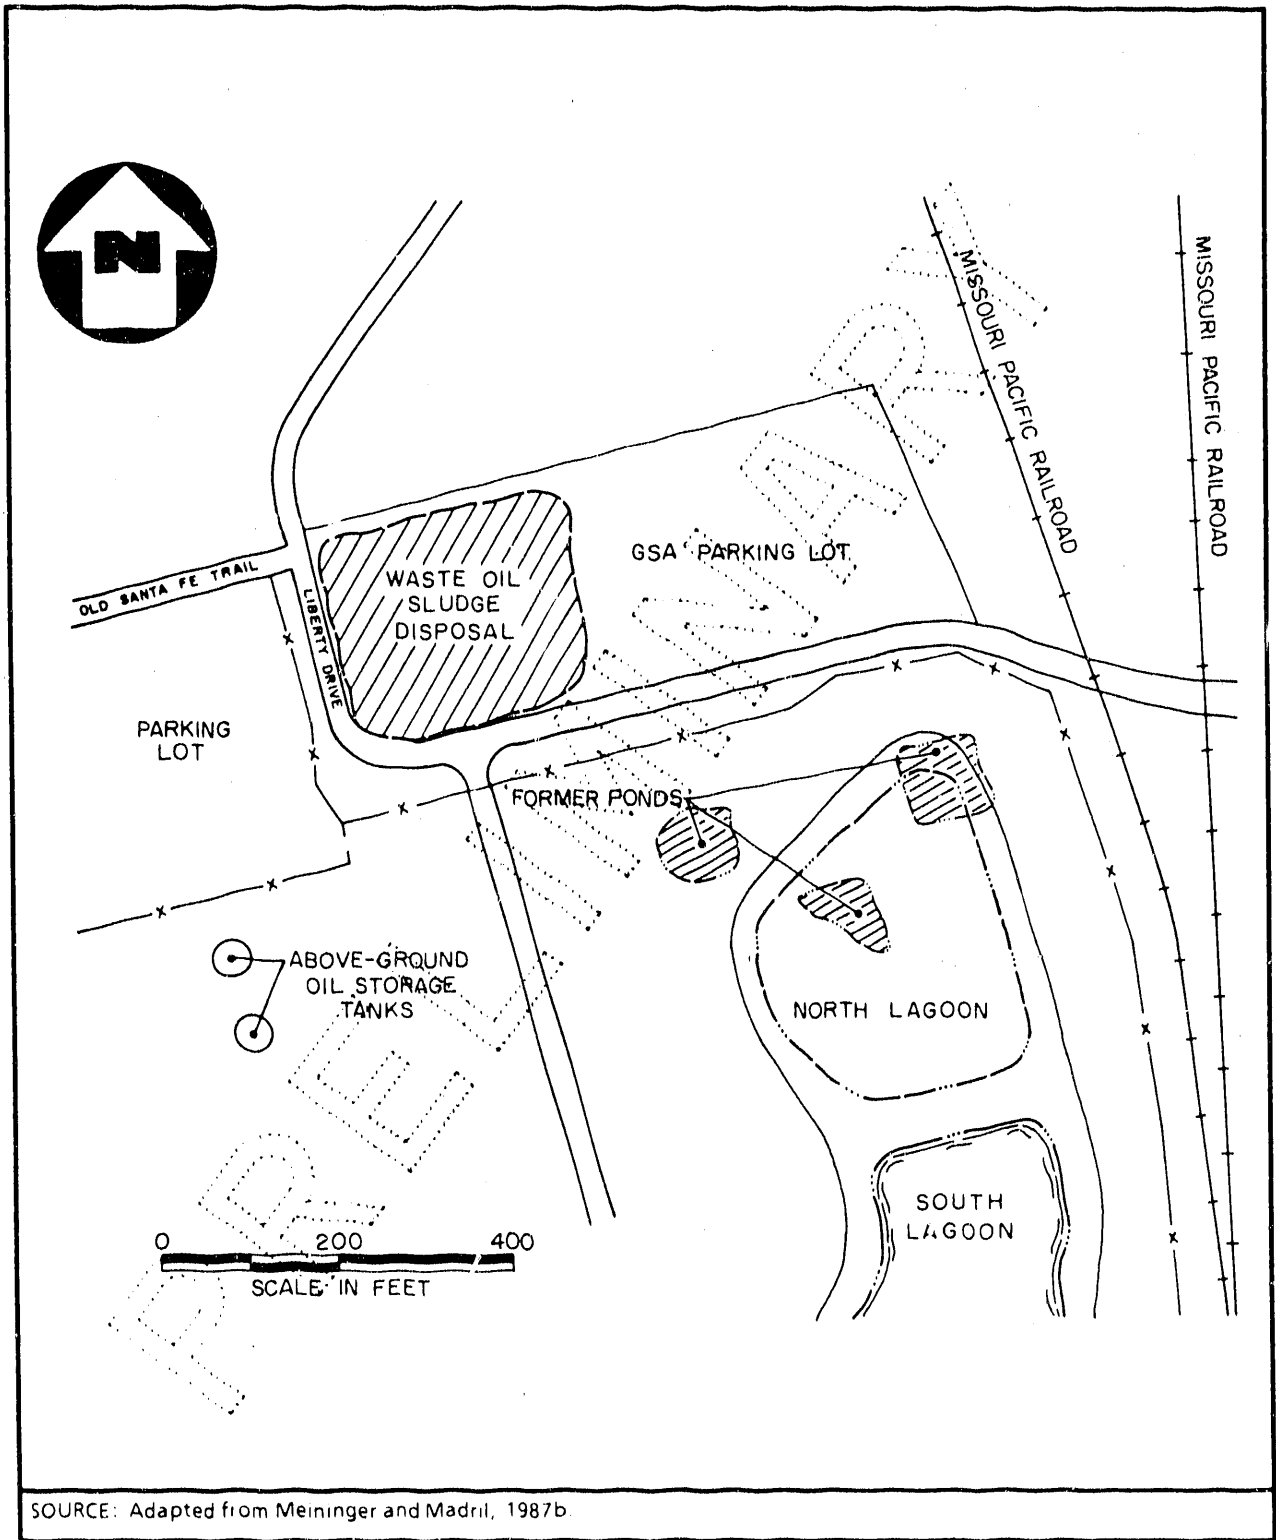 N
MISSOURI PACIFIC RAILROAD
MISSOURI PACIFIC RAILROAD
GSA PARKING LOT
OLD SANTA FE TRAIL
WASTE OIL
SLUDGE
DISPOSAL
LIBERTY DRIVE
PARKING
LOT
FORMER PONDS
ABOVE-GROUND
OIL STORAGE
TANKS
NORTH LAGOON
SOUTH
LAGOON
0 200 400
SCALE IN FEET
PRELIMINARY
SOURCE: Adapted from Meininger and Madril, 1987b.